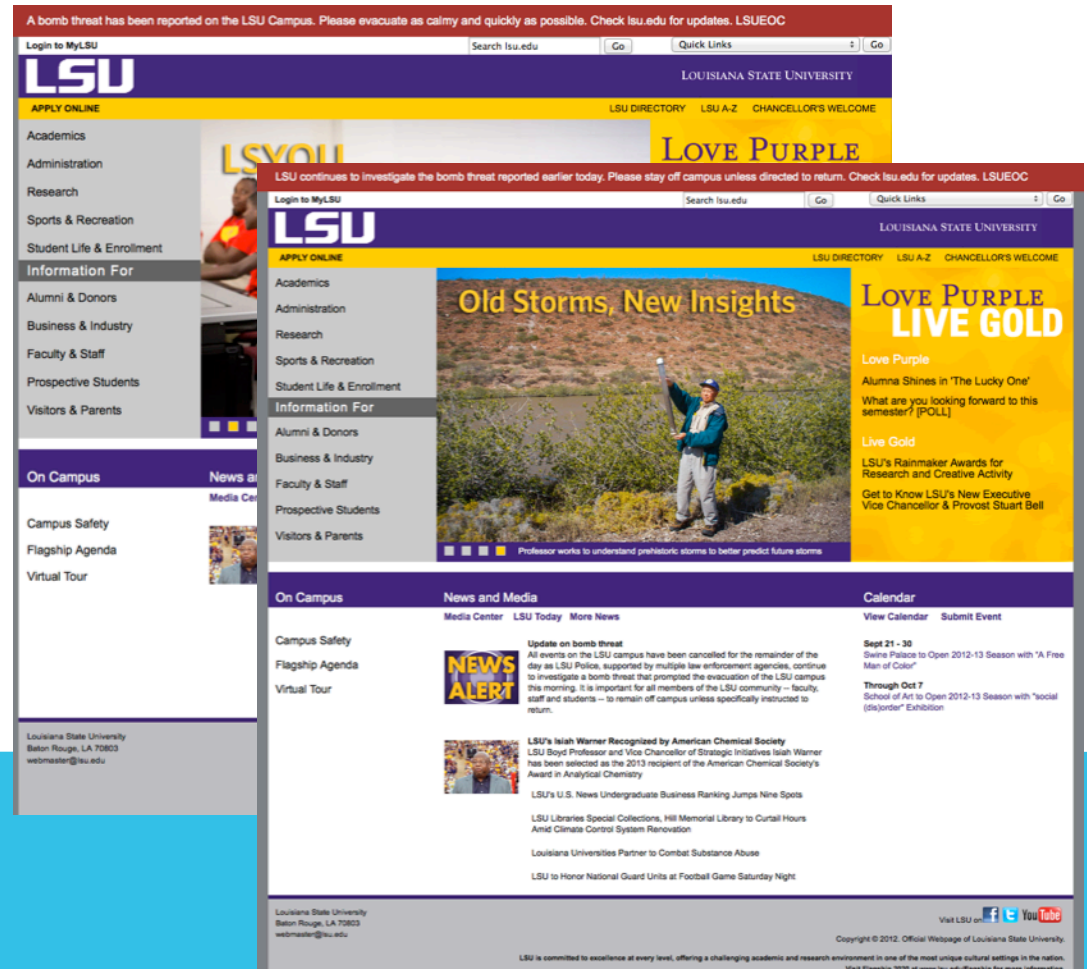 A bomb threat has been reported on the LSU Campus. Please evacuate as calmy and quickly as possible. Check lsu.edu for updates. LSUEOC
Login to MyLSU
Search lsu.edu
Go
Quick Links
Go
LSU
LOUISIANA STATE UNIVERSITY
APPLY ONLINE
LSU DIRECTORY LSU A-Z CHANCELLOR'S WELCOME
Academics
Administration
Research
Sports & Recreation
Student Life & Enrollment
Information For
Alumni & Donors
Business & Industry
Faculty & Staff
Prospective Students
Visitors & Parents
LSYOU
LOVE PURPLE
On Campus
Campus Safety
Flagship Agenda
Virtual Tour
News
Media
Louisiana State University
Baton Rouge, LA 70803
webmaster@lsu.edu
LSU continues to investigate the bomb threat reported earlier today. Please stay off campus unless directed to return. Check lsu.edu for updates. LSUEOC
Login to MyLSU
Search lsu.edu
Go
Quick Links
Go
LSU
LOUISIANA STATE UNIVERSITY
APPLY ONLINE
LSU DIRECTORY LSU A-Z CHANCELLOR'S WELCOME
Academics
Administration
Research
Sports & Recreation
Student Life & Enrollment
Information For
Alumni & Donors
Business & Industry
Faculty & Staff
Prospective Students
Visitors & Parents
Old Storms, New Insights
Professor works to understand prehistoric storms to better predict future storms
LOVE PURPLE
LIVE GOLD
Love Purple
Alumna Shines in 'The Lucky One'
What are you looking forward to this
semester? [POLL]
Live Gold
LSU's Rainmaker Awards for
Research and Creative Activity
Get to Know LSU's New Executive
Vice Chancellor & Provost Stuart Bell
On Campus
Campus Safety
Flagship Agenda
Virtual Tour
News and Media
Media Center LSU Today More News
NEWS
ALERT
Update on bomb threat
All events on the LSU campus have been cancelled for the remainder of the
day as LSU Police, supported by multiple law enforcement agencies, continue
to investigate a bomb threat that prompted the evacuation of the LSU campus
this morning. It is important for all members of the LSU community -- faculty,
staff and students -- to remain off campus unless specifically instructed to
return.
LSU's Isiah Warner Recognized by American Chemical Society
LSU Boyd Professor and Vice Chancellor of Strategic Initiatives Isiah Warner
has been selected as the 2013 recipient of the American Chemical Society's
Award in Analytical Chemistry
LSU's U.S. News Undergraduate Business Ranking Jumps Nine Spots
LSU Libraries Special Collections, Hill Memorial Library to Curtail Hours
Amid Climate Control System Renovation
Louisiana Universities Partner to Combat Substance Abuse
LSU to Honor National Guard Units at Football Game Saturday Night
Calendar
View Calendar Submit Event
Sept 21 - 30
Swine Palace to Open 2012-13 Season with "A Free
Man of Color"
Through Oct 7
School of Art to Open 2012-13 Season with "social
(dis)order" Exhibition
Louisiana State University
Baton Rouge, LA 70803
webmaster@lsu.edu
Visit LSU on f t YouTube
Copyright © 2012. Official Webpage of Louisiana State University.
LSU is committed to excellence at every level, offering a challenging academic and research environment in one of the most unique cultural settings in the nation.